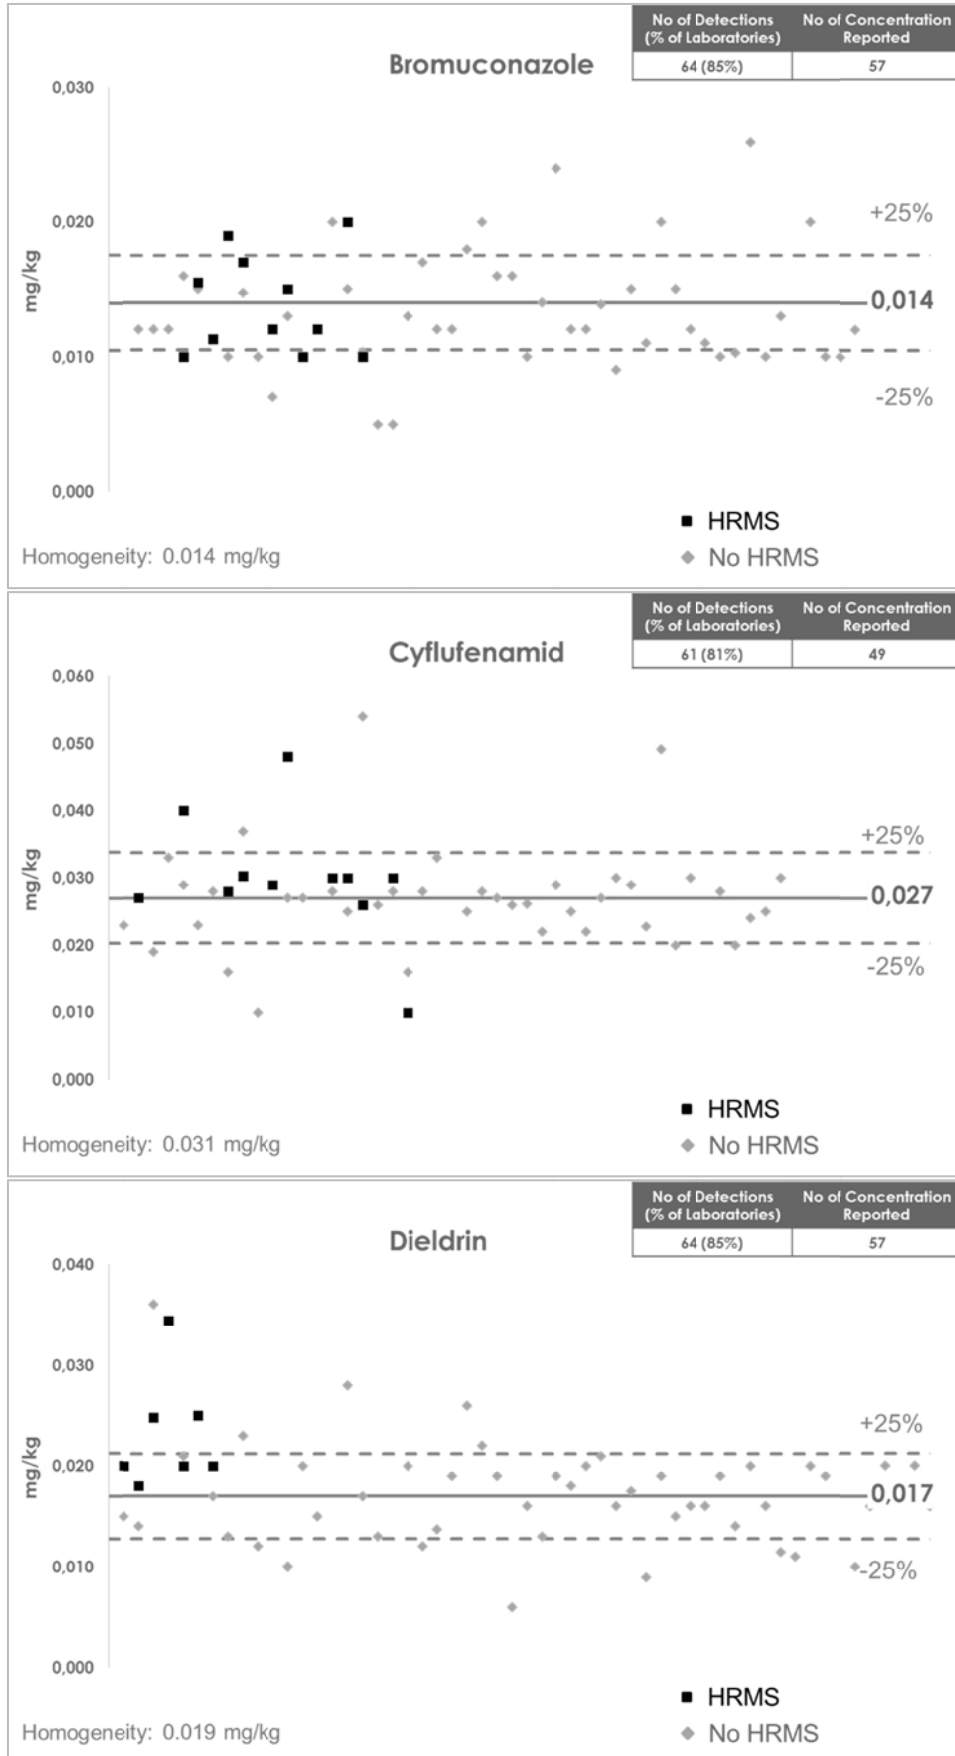 No of Detections
(% of Laboratories)
No of Concentration
Reported
64 (85%)
57
Bromuconazole
0,030
0,020
0,010
0,000
mg/kg
+25%
0,014
-25%
HRMS
No HRMS
Homogeneity: 0.014 mg/kg
No of Detections
(% of Laboratories)
No of Concentration
Reported
61 (81%)
49
Cyflufenamid
0,060
0,050
0,040
0,030
0,020
0,010
0,000
mg/kg
+25%
0,027
-25%
HRMS
No HRMS
Homogeneity: 0.031 mg/kg
No of Detections
(% of Laboratories)
No of Concentration
Reported
64 (85%)
57
Dieldrin
0,040
0,030
0,020
0,010
0,000
mg/kg
+25%
0,017
-25%
HRMS
No HRMS
Homogeneity: 0.019 mg/kg